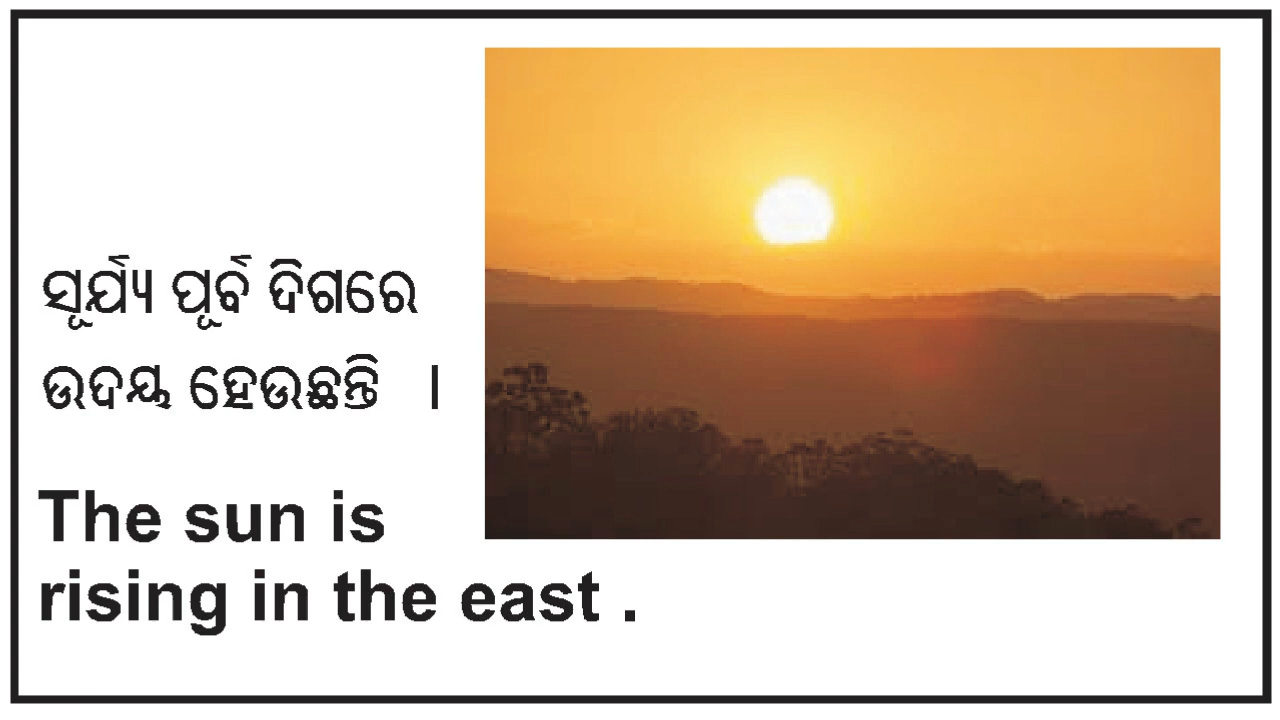 ସୂର୍ଯ୍ୟ ପୂର୍ବ ଦିଗରେ
ଉଦୟ ହେଉଛନ୍ତି ।
The sun is
rising in the east .